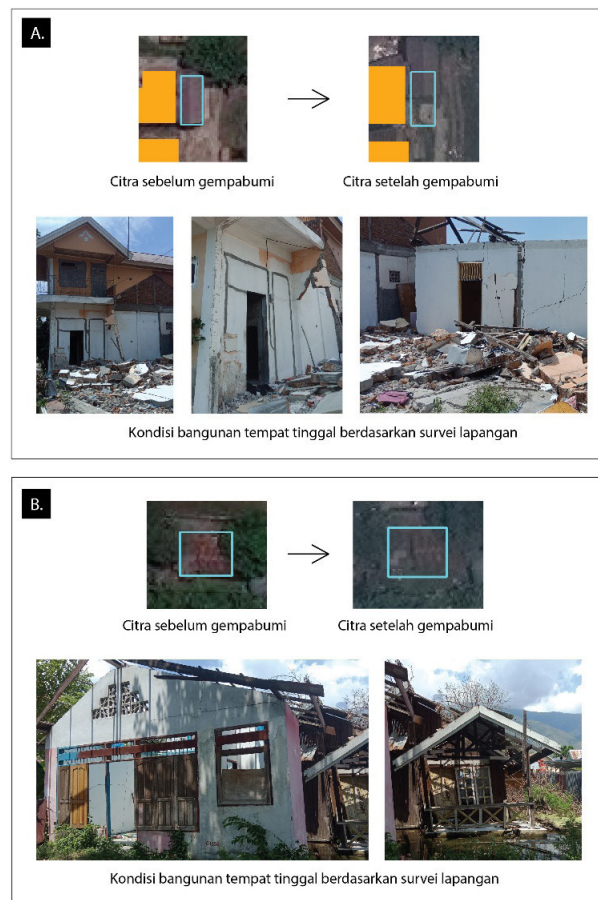 A.
Citra sebelum gempabumi
Citra setelah gempabumi
Kondisi bangunan tempat tinggal berdasarkan survei lapangan
B.
Citra sebelum gempabumi
Citra setelah gempabumi
Kondisi bangunan tempat tinggal berdasarkan survei lapangan